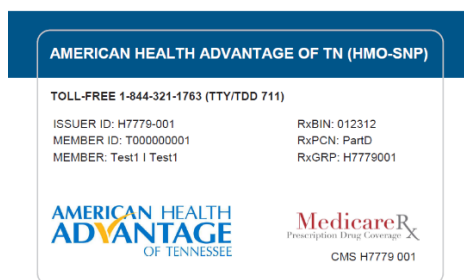 AMERICAN HEALTH ADVANTAGE OF TN (HMO-SNP)
TOLL-FREE 1-844-321-1763 (TTY/TDD 711)
ISSUER ID: H7779-001
MEMBER ID: T000000001
MEMBER: Test1 I Test1
RxBIN: 012312
RxPCN: PartD
RxGRP: H7779001
AMERICAN HEALTH
ADVANTAGE
OF TENNESSEE
MedicareRx
Prescription Drug Coverage
CMS H7779 001